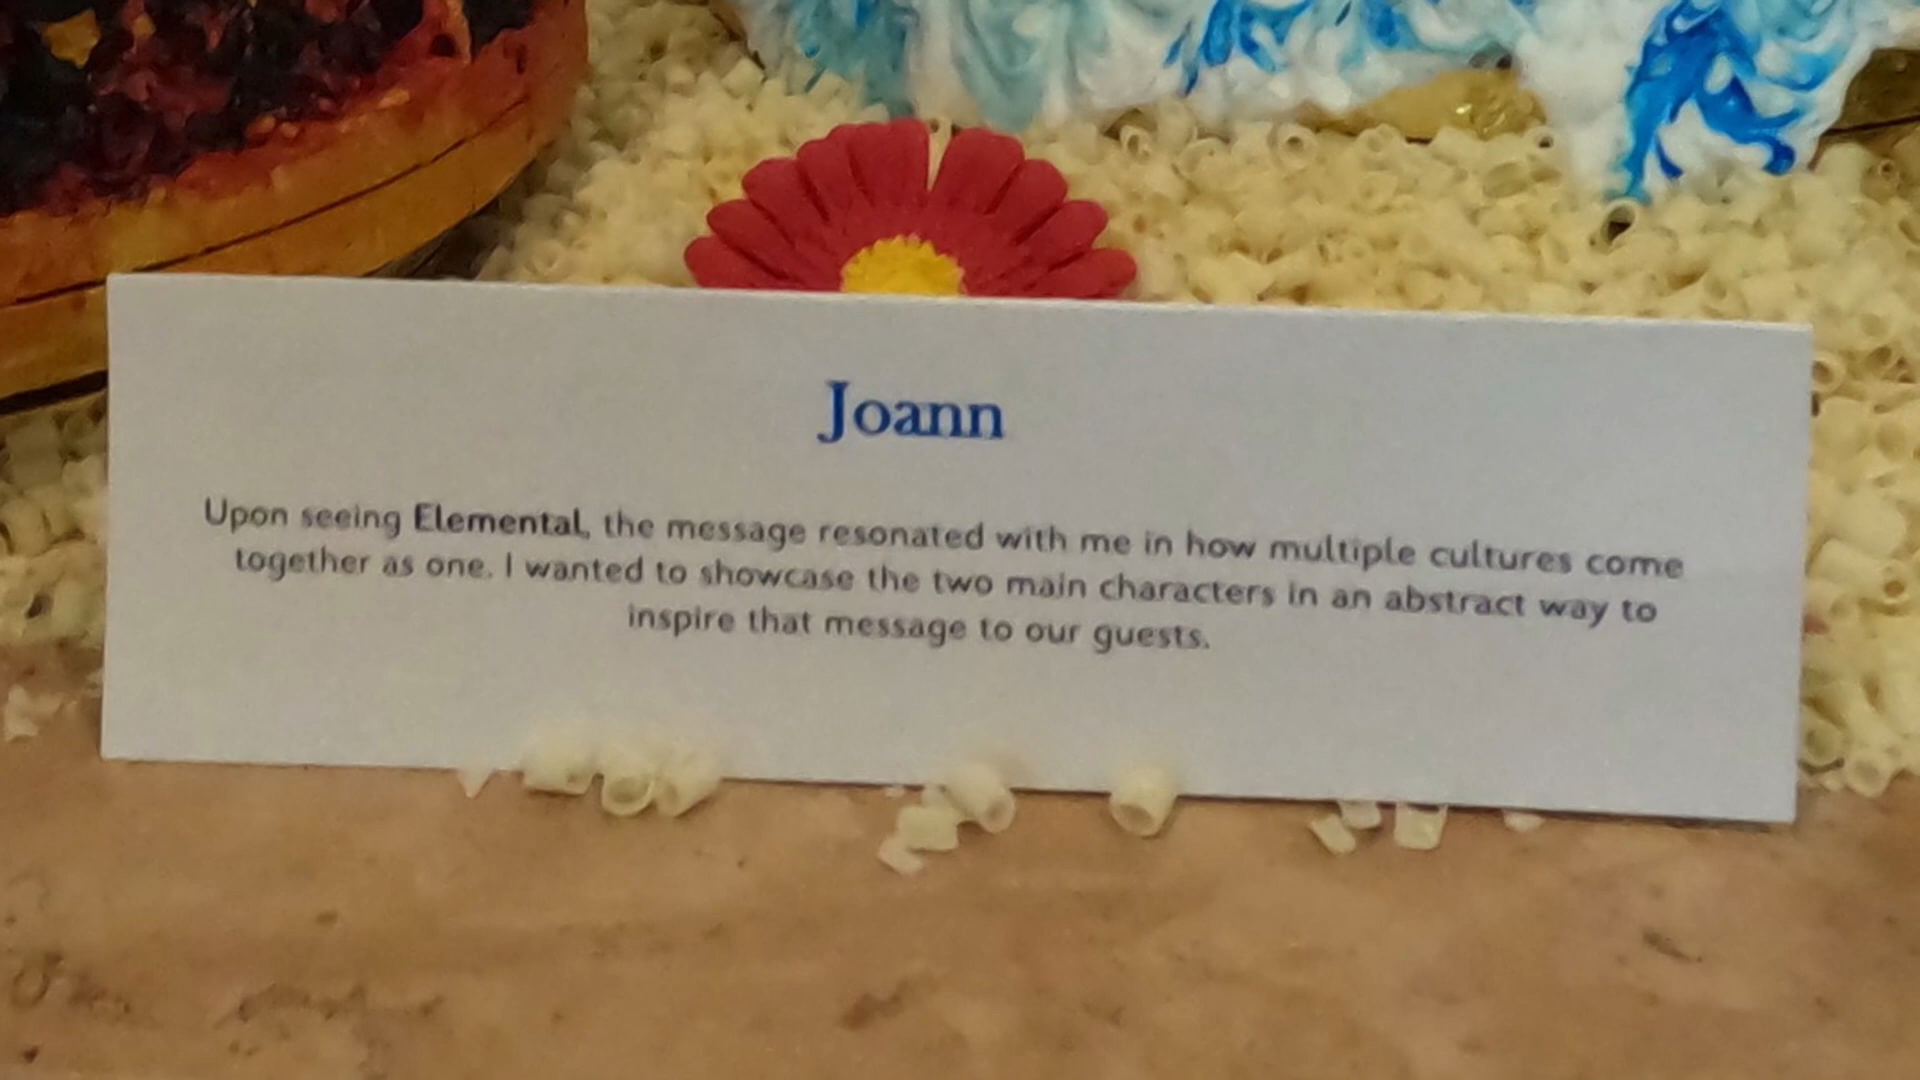 Joann
Upon seeing Elemental, the message resonated with me in how multiple cultures come
together as one. I wanted to showcase the two main characters in an abstract way to
inspire that message to our guests.